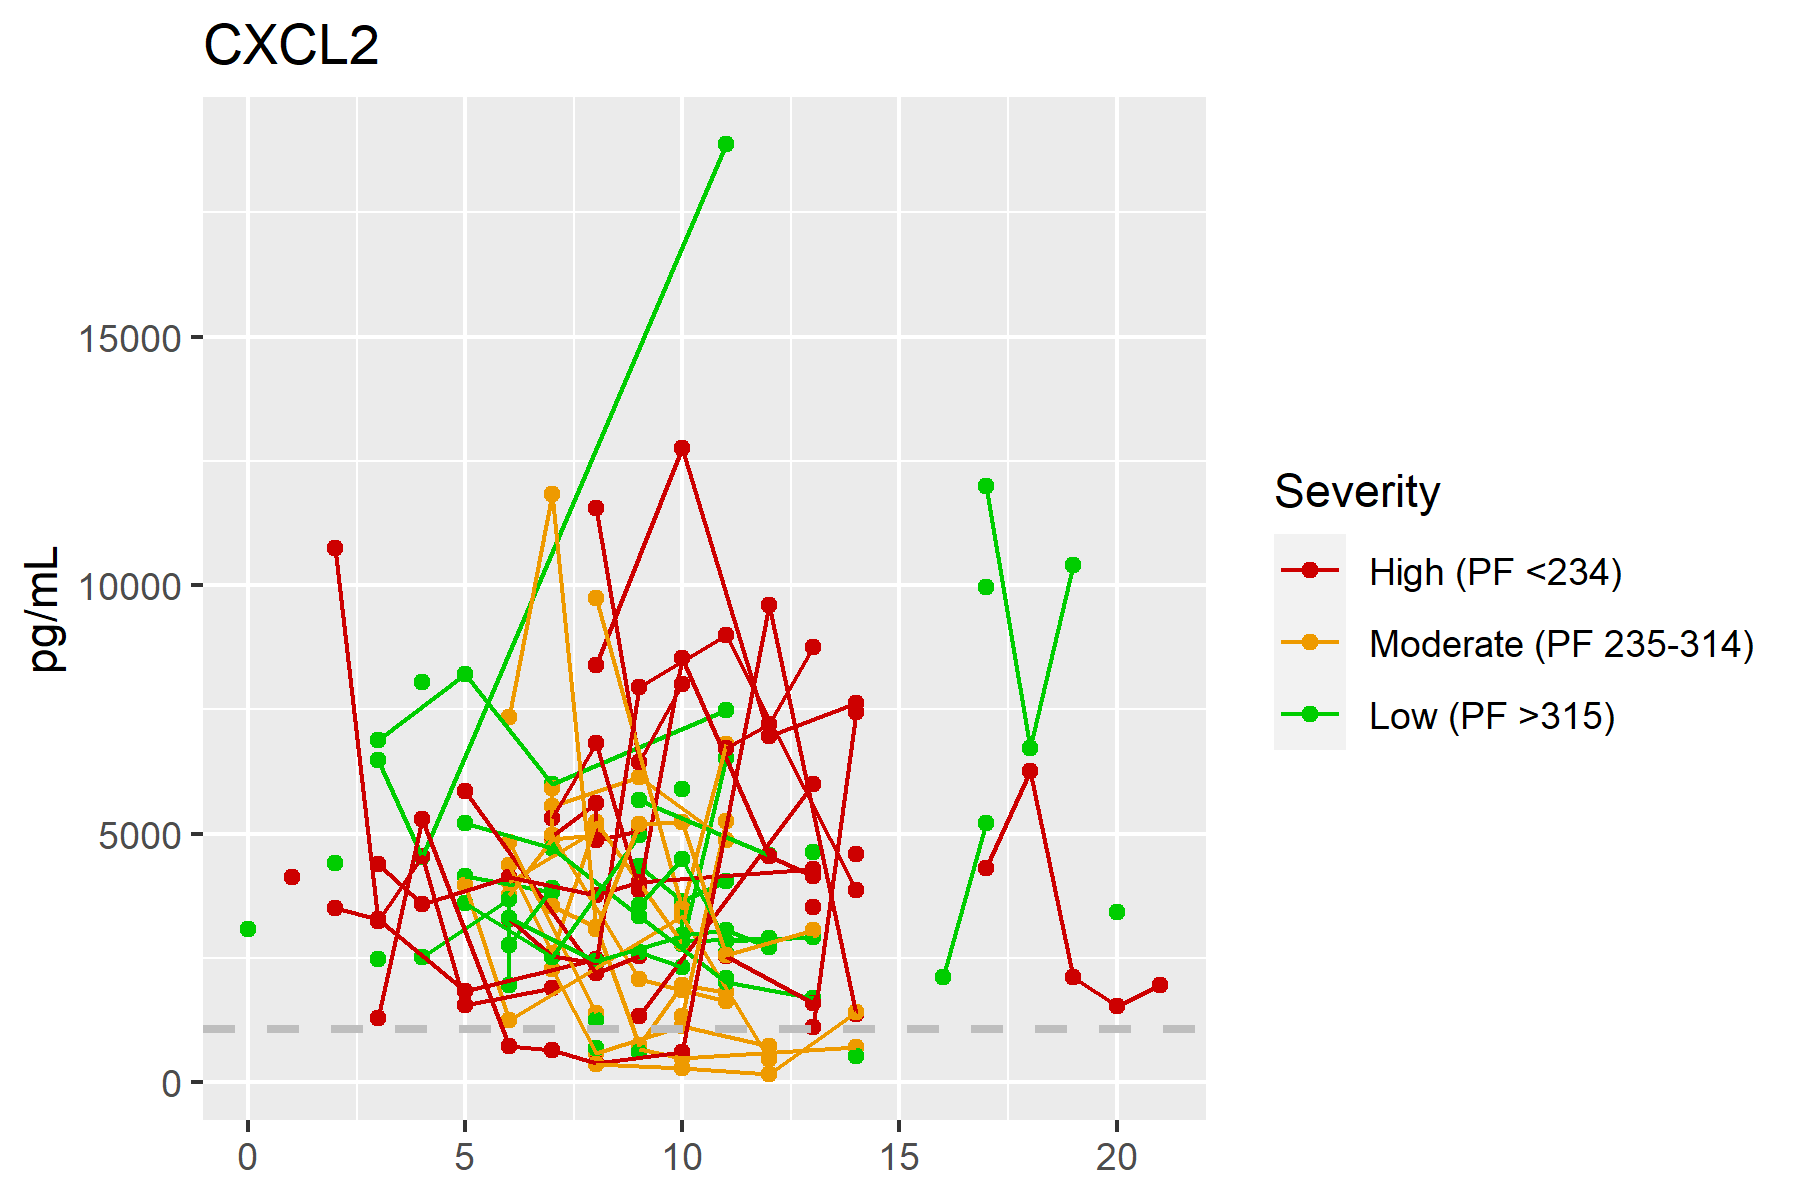 CXCL2
pg/mL
15000
10000
5000
0
0 5 10 15 20
Severity
High (PF <234)
Moderate (PF 235-314)
Low (PF >315)